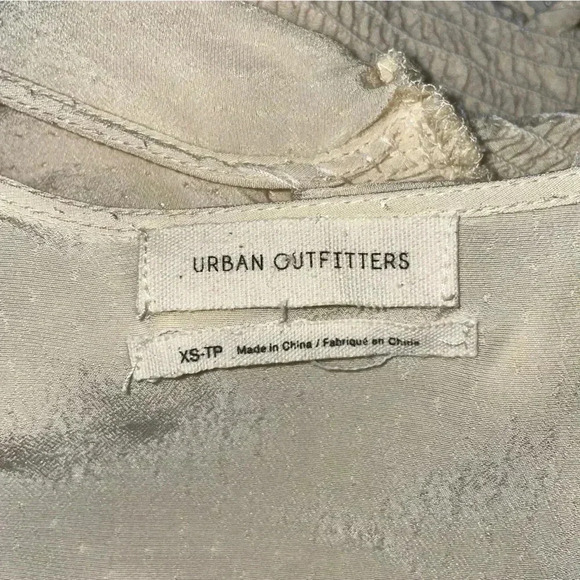 URBAN OUTFITTERS
XS-TP Made in China / Fabriqué en Chine